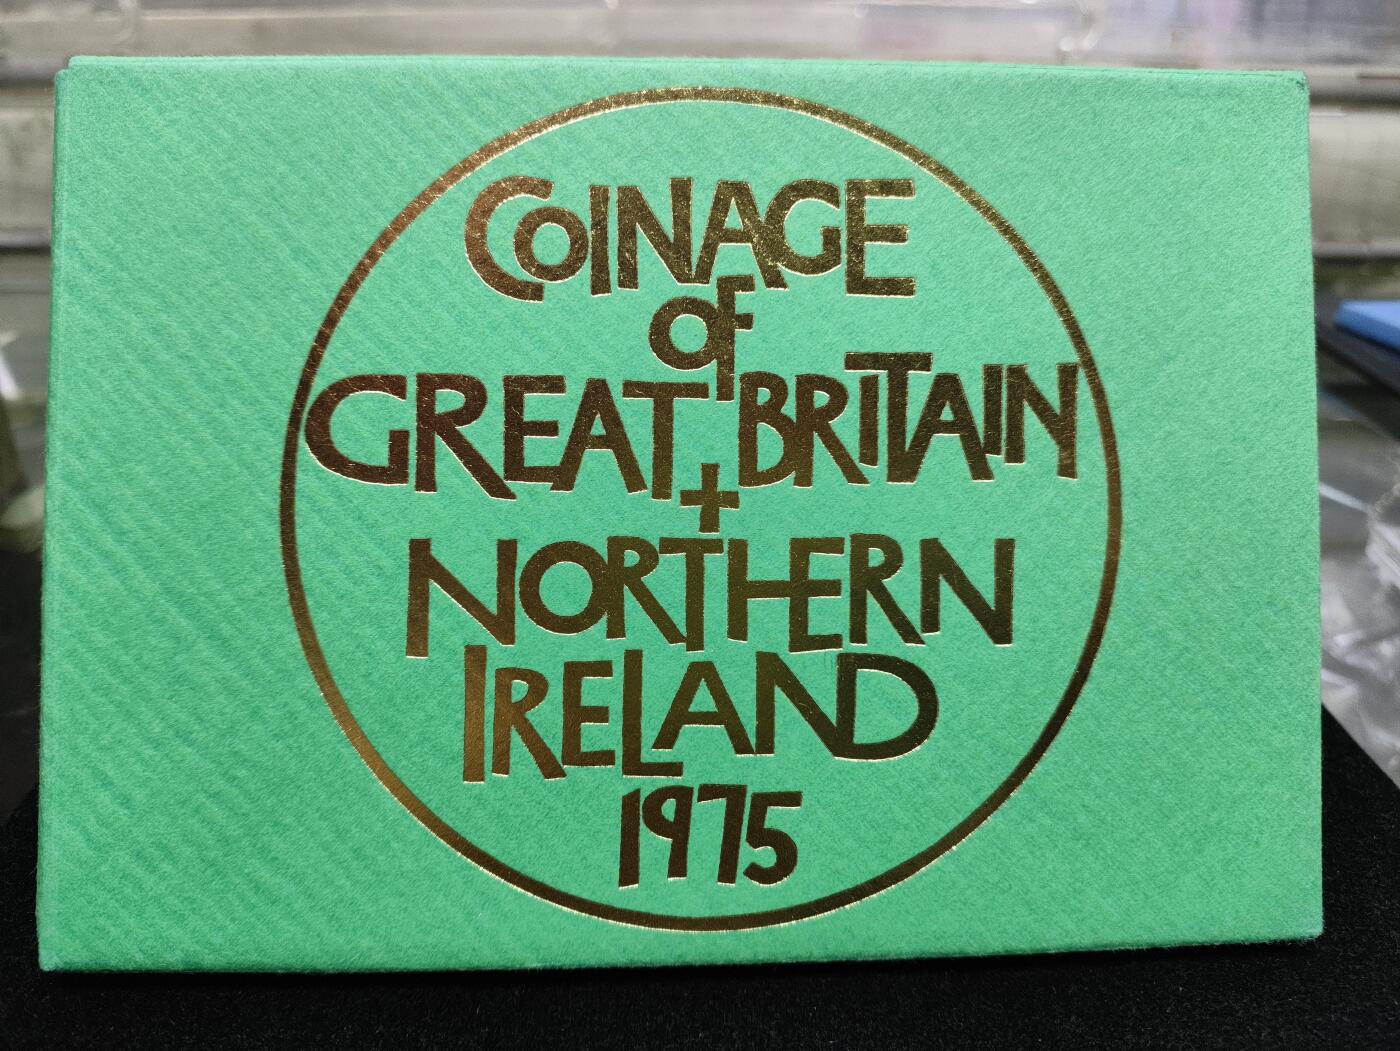 COINAGE
OF
GREAT BRITAIN
+
NORTHERN
IRELAND
1975